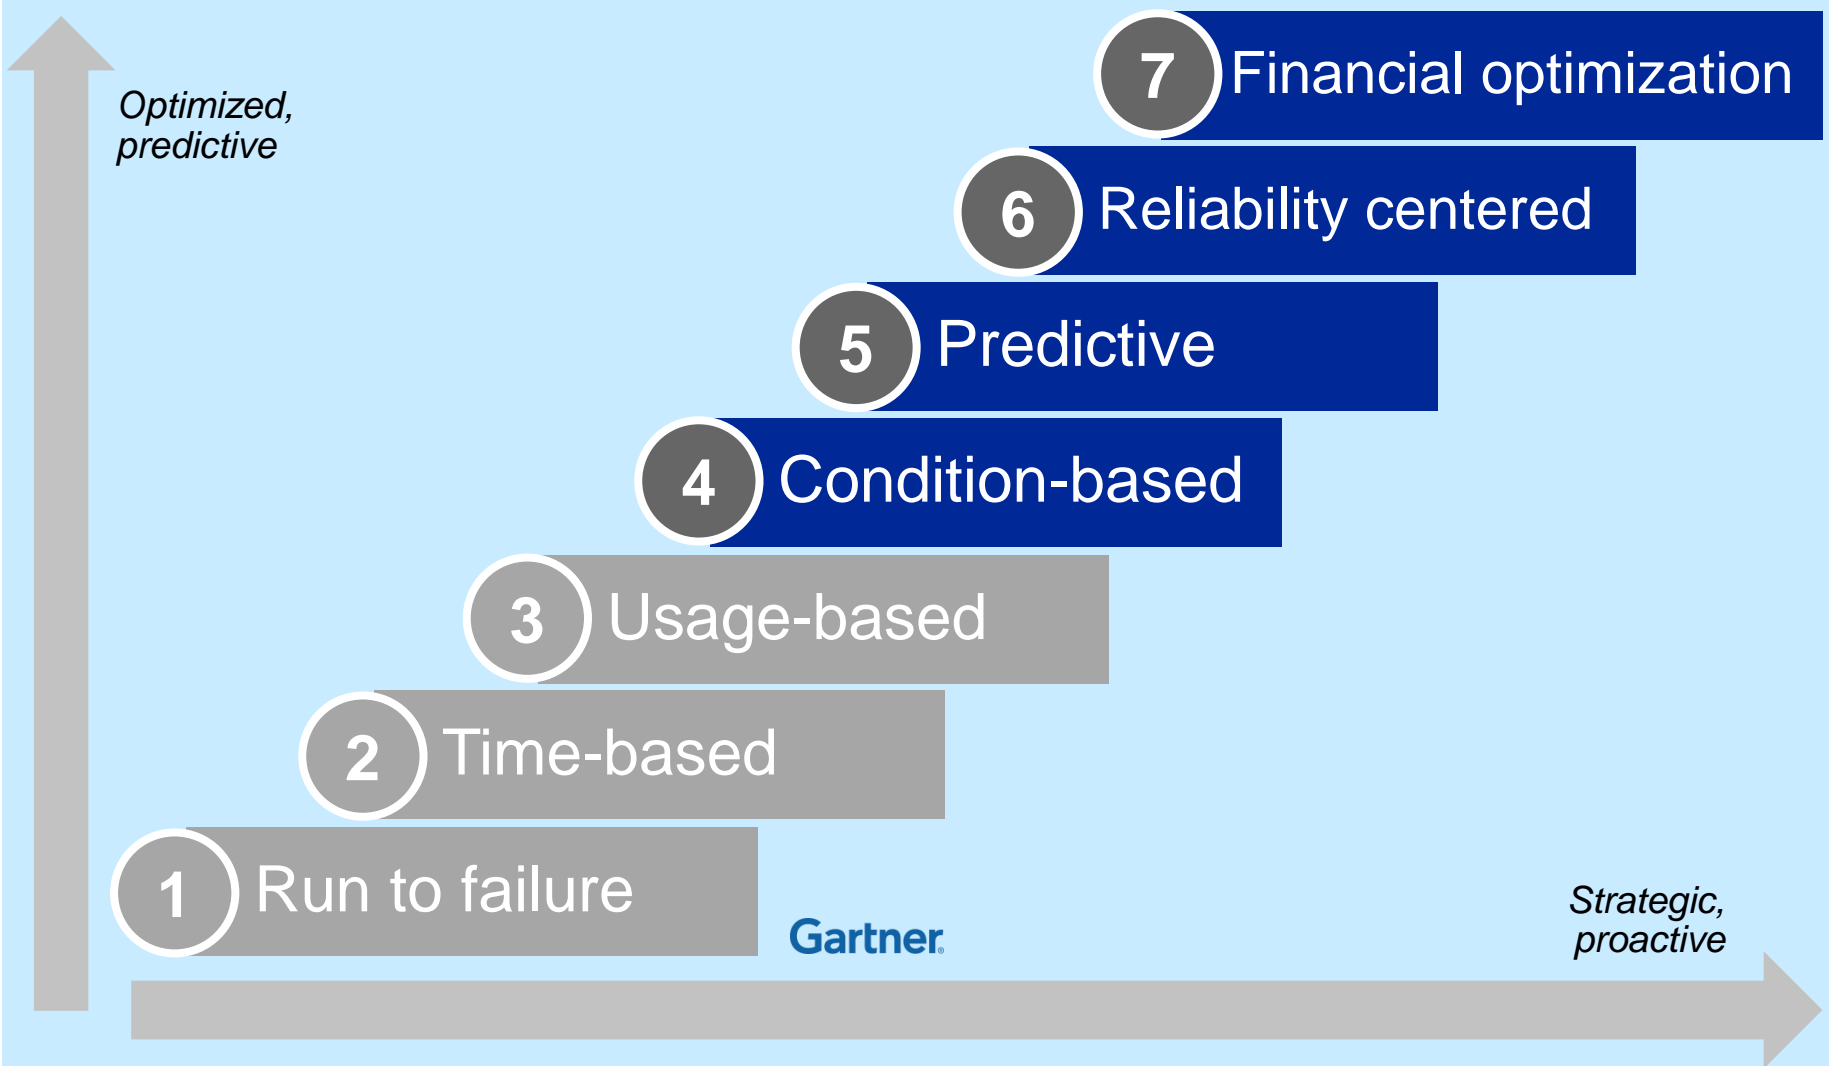 Optimized,
predictive
7 Financial optimization
6 Reliability centered
5 Predictive
4 Condition-based
3 Usage-based
2 Time-based
1 Run to failure
Gartner®
Strategic,
proactive